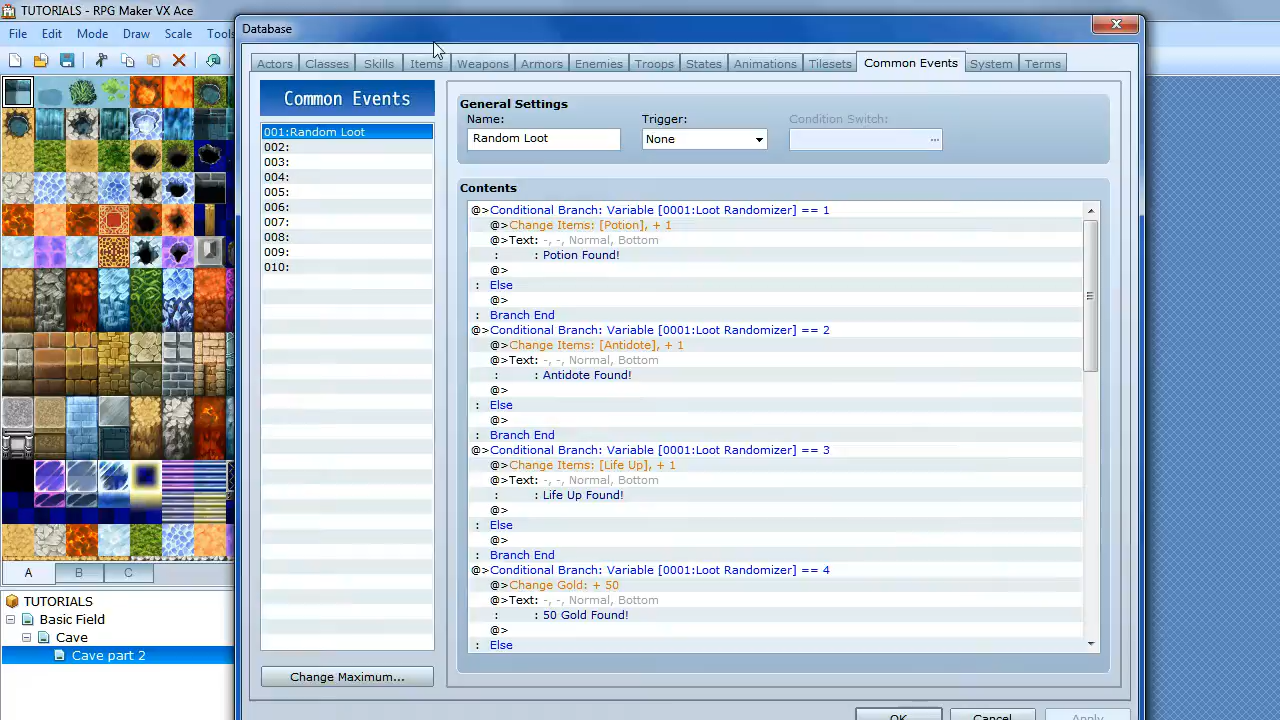 TUTORIALS - RPG Maker VX Ace
File Edit Mode Draw Scale Tools
Database
Actors Classes Skills Items Weapons Armors Enemies Troops States Animations Tilesets Common Events System Terms
Common Events
001:Random Loot
002:
003:
004:
005:
006:
007:
008:
009:
010:
Change Maximum...
General Settings
Name: Trigger: Condition Switch:
Random Loot None ...
Contents
@>Conditional Branch: Variable [0001:Loot Randomizer] == 1
@>Change Items: [Potion], + 1
@>Text: -, -, Normal, Bottom
: : Potion Found!
@>
: Else
@>
: Branch End
@>Conditional Branch: Variable [0001:Loot Randomizer] == 2
@>Change Items: [Antidote], + 1
@>Text: -, -, Normal, Bottom
: : Antidote Found!
@>
: Else
@>
: Branch End
@>Conditional Branch: Variable [0001:Loot Randomizer] == 3
@>Change Items: [Life Up], + 1
@>Text: -, -, Normal, Bottom
: : Life Up Found!
@>
: Else
@>
: Branch End
@>Conditional Branch: Variable [0001:Loot Randomizer] == 4
@>Change Gold: + 50
@>Text: -, -, Normal, Bottom
: : 50 Gold Found!
@>
: Else
A B C
TUTORIALS
Basic Field
Cave
Cave part 2
OK Cancel Apply